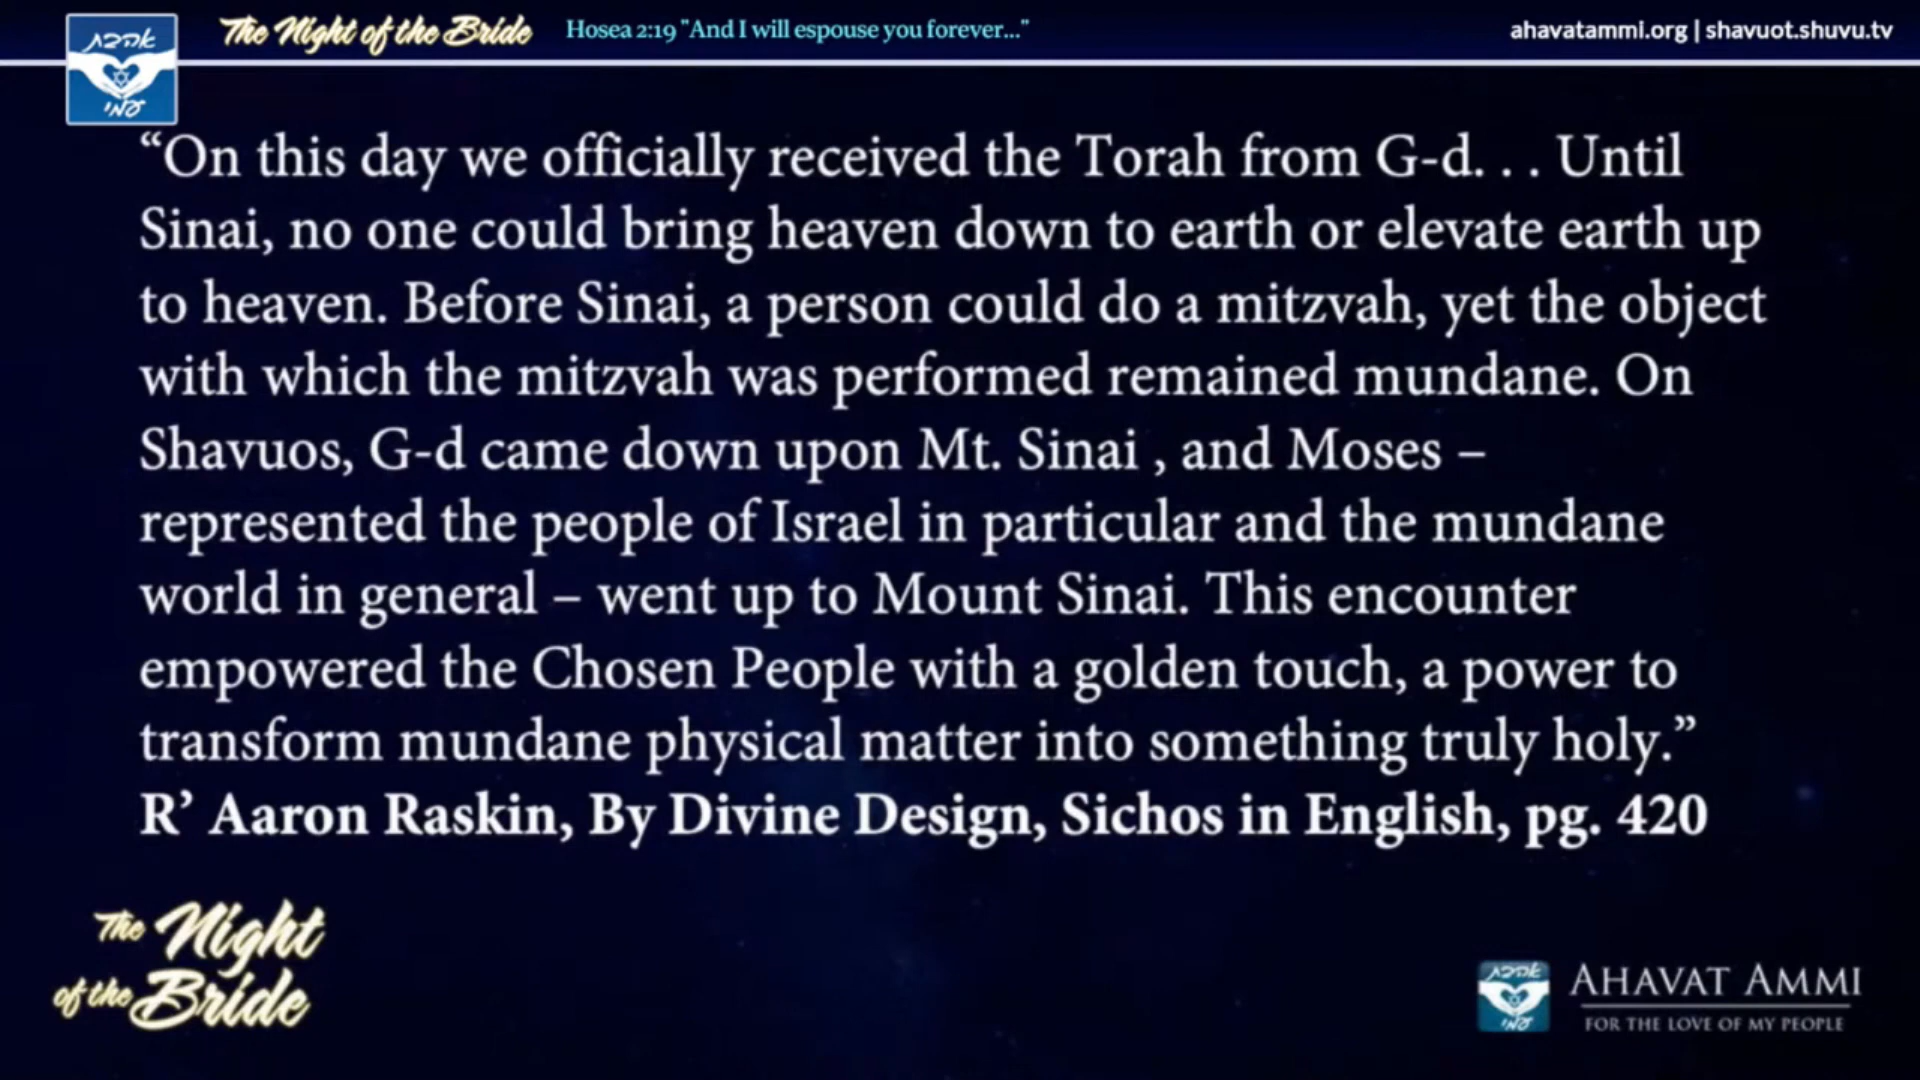 The Night of the Bride Hosea 2:19 "And I will espouse you forever..." ahavatammi.org | shavuot.shuvu.tv
אהבת
עמי
“On this day we officially received the Torah from G-d. . . Until
Sinai, no one could bring heaven down to earth or elevate earth up
to heaven. Before Sinai, a person could do a mitzvah, yet the object
with which the mitzvah was performed remained mundane. On
Shavuos, G-d came down upon Mt. Sinai , and Moses –
represented the people of Israel in particular and the mundane
world in general – went up to Mount Sinai. This encounter
empowered the Chosen People with a golden touch, a power to
transform mundane physical matter into something truly holy.”
R’ Aaron Raskin, By Divine Design, Sichos in English, pg. 420
The Night
of the Bride
אהבת
עמי
AHAVAT AMMI
FOR THE LOVE OF MY PEOPLE